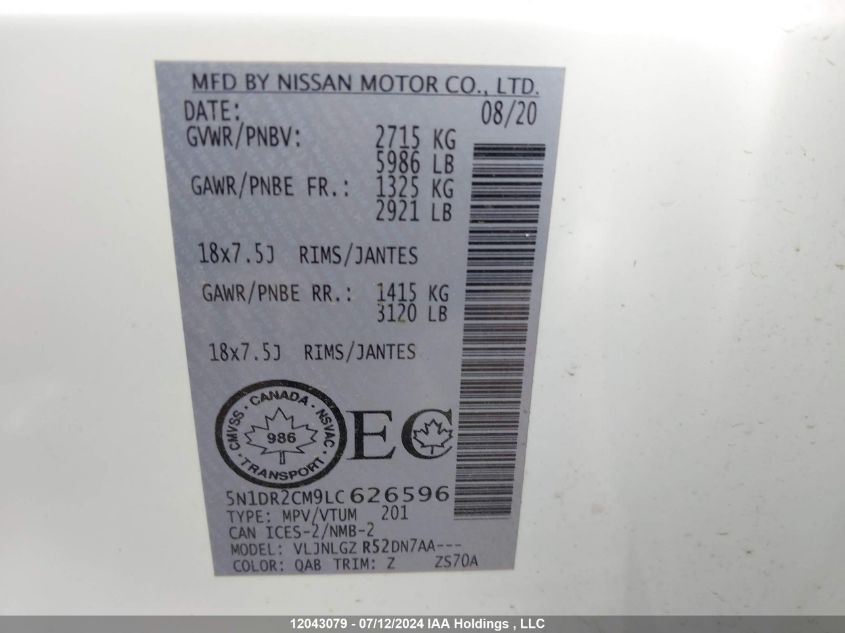 MFD BY NISSAN MOTOR CO., LTD.
DATE: 08/20
GVWR/PNBV: 2715 KG
5986 LB
GAWR/PNBE FR.: 1325 KG
2921 LB
18x7.5J RIMS/JANTES
GAWR/PNBE RR.: 1415 KG
3120 LB
18x7.5J RIMS/JANTES
CANADA
CMVSS
NSVAC
986
TRANSPORT
EC
5N1DR2CM9LC626596
TYPE: MPV/VTUM 201
CAN ICES-2/NMB-2
MODEL: VLJNLGZ R52DN7AA---
COLOR: QAB TRIM: Z ZS70A
12043079 - 07/12/2024 IAA Holdings , LLC